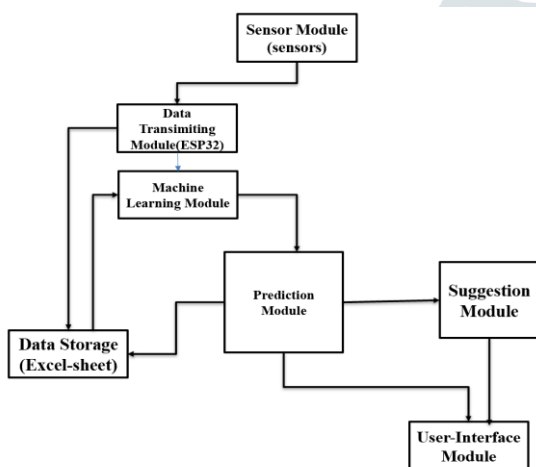 Sensor Module
(sensors)
Data
Transimiting
Module(ESP32)
Machine
Learning Module
Prediction
Module
Suggestion
Module
Data Storage
(Excel-sheet)
User-Interface
Module